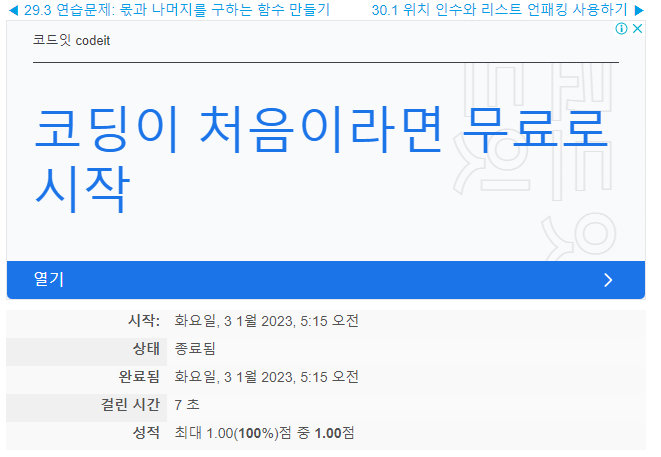 ◀ 29.3 연습문제: 몫과 나머지를 구하는 함수 만들기 30.1 위치 인수와 리스트 언패킹 사용하기 ▶
코드잇 codeit
코딩이 처음이라면 무료로
시작
코드잇
열기
시작: 화요일, 3 1월 2023, 5:15 오전
상태 종료됨
완료됨 화요일, 3 1월 2023, 5:15 오전
걸린 시간 7 초
성적 최대 1.00(100%)점 중 1.00점